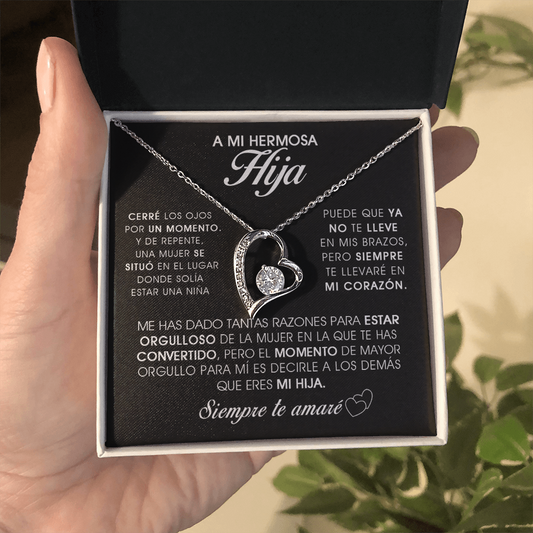 A MI HERMOSA
Hija
CERRÉ LOS OJOS
POR UN MOMENTO.
Y DE REPENTE,
UNA MUJER SE
SITUÓ EN EL LUGAR
DONDE SOLÍA
ESTAR UNA NIÑA
PUEDE QUE YA
NO TE LLEVE
EN MIS BRAZOS,
PERO SIEMPRE
TE LLEVARÉ EN
MI CORAZÓN.
ME HAS DADO TANTAS RAZONES PARA ESTAR
ORGULLOSO DE LA MUJER EN LA QUE TE HAS
CONVERTIDO, PERO EL MOMENTO DE MAYOR
ORGULLO PARA MÍ ES DECIRLE A LOS DEMÁS
QUE ERES MI HIJA.
Siempre te amaré